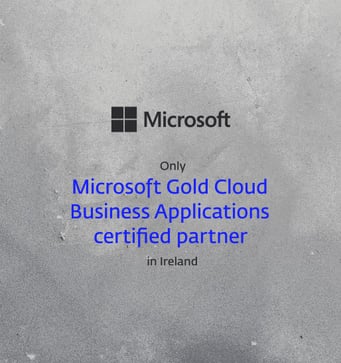 Microsoft
Only
Microsoft Gold Cloud
Business Applications
certified partner
in Ireland